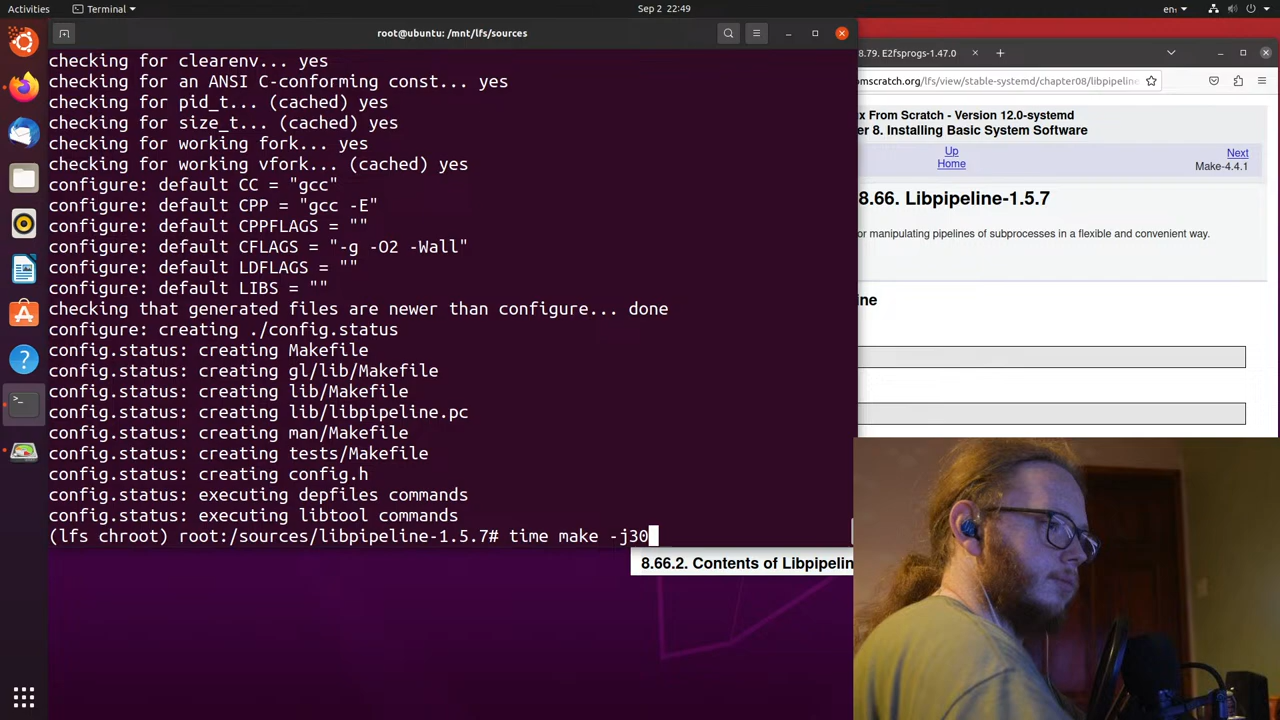 Activities
Terminal
Sep 2 22:49
en
root@ubuntu: /mnt/lfs/sources
checking for clearenv... yes
checking for an ANSI C-conforming const... yes
checking for pid_t... (cached) yes
checking for size_t... (cached) yes
checking for working fork... yes
checking for working vfork... (cached) yes
configure: default CC = "gcc"
configure: default CPP = "gcc -E"
configure: default CPPFLAGS = ""
configure: default CFLAGS = "-g -O2 -Wall"
configure: default LDFLAGS = ""
configure: default LIBS = ""
checking that generated files are newer than configure... done
configure: creating ./config.status
config.status: creating Makefile
config.status: creating gl/lib/Makefile
config.status: creating lib/Makefile
config.status: creating lib/libpipeline.pc
config.status: creating man/Makefile
config.status: creating tests/Makefile
config.status: creating config.h
config.status: executing depfiles commands
config.status: executing libtool commands
(lfs chroot) root:/sources/libpipeline-1.5.7# time make -j30
8.79. E2fsprogs-1.47.0
omscratch.org/lfs/view/stable-systemd/chapter08/libpipeline
x From Scratch - Version 12.0-systemd
er 8. Installing Basic System Software
Up
Home
Next
Make-4.4.1
8.66. Libpipeline-1.5.7
or manipulating pipelines of subprocesses in a flexible and convenient way.
ine
8.66.2. Contents of Libpipelin